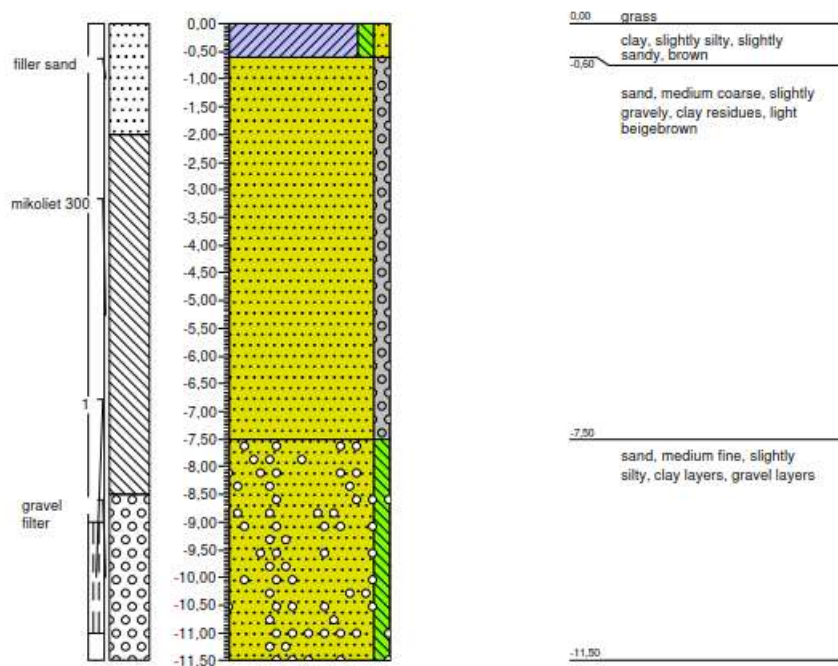 filler sand
mikoliet 300
1
gravel
filter
0,00
-0,50
-1,00
-1,50
-2,00
-2,50
-3,00
-3,50
-4,00
-4,50
-5,00
-5,50
-6,00
-6,50
-7,00
-7,50
-8,00
-8,50
-9,00
-9,50
-10,00
-10,50
-11,00
-11,50
0,00
grass
clay, slightly silty, slightly
sandy, brown
-0,60
sand, medium coarse, slightly
gravely, clay residues, light
beigebrown
-7,50
sand, medium fine, slightly
silty, clay layers, gravel layers
-11,50